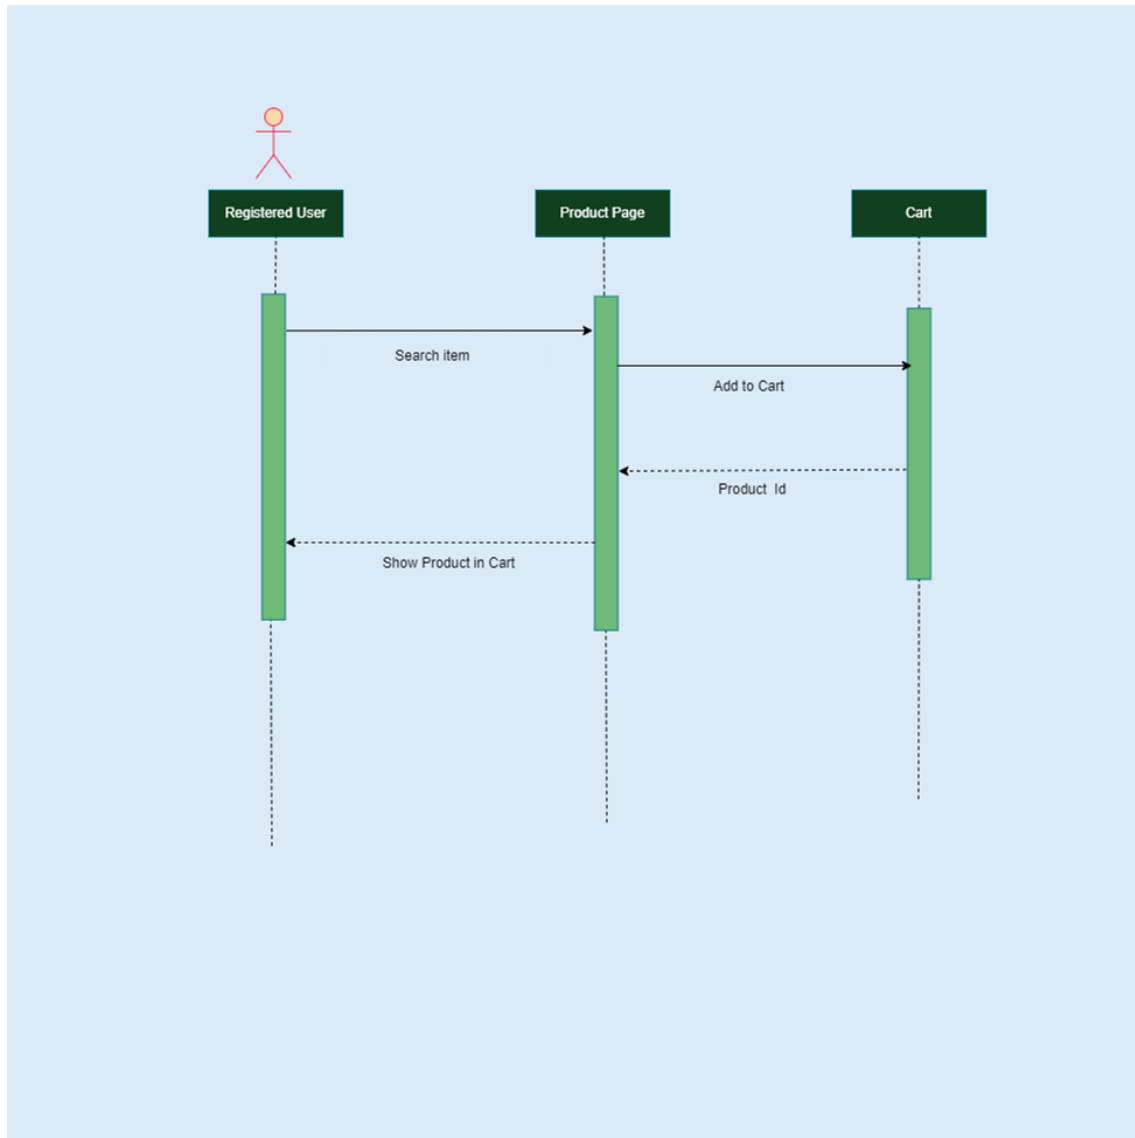 Registered User
Product Page
Cart
Search item
Add to Cart
Product  Id
Show Product in Cart